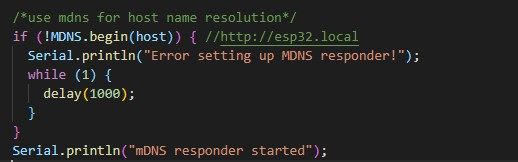 /*use mdns for host name resolution*/
if (!MDNS.begin(host)) { //http://esp32.local
Serial.println("Error setting up MDNS responder!");
while (1) {
delay(1000);
}
}
Serial.println("mDNS responder started");